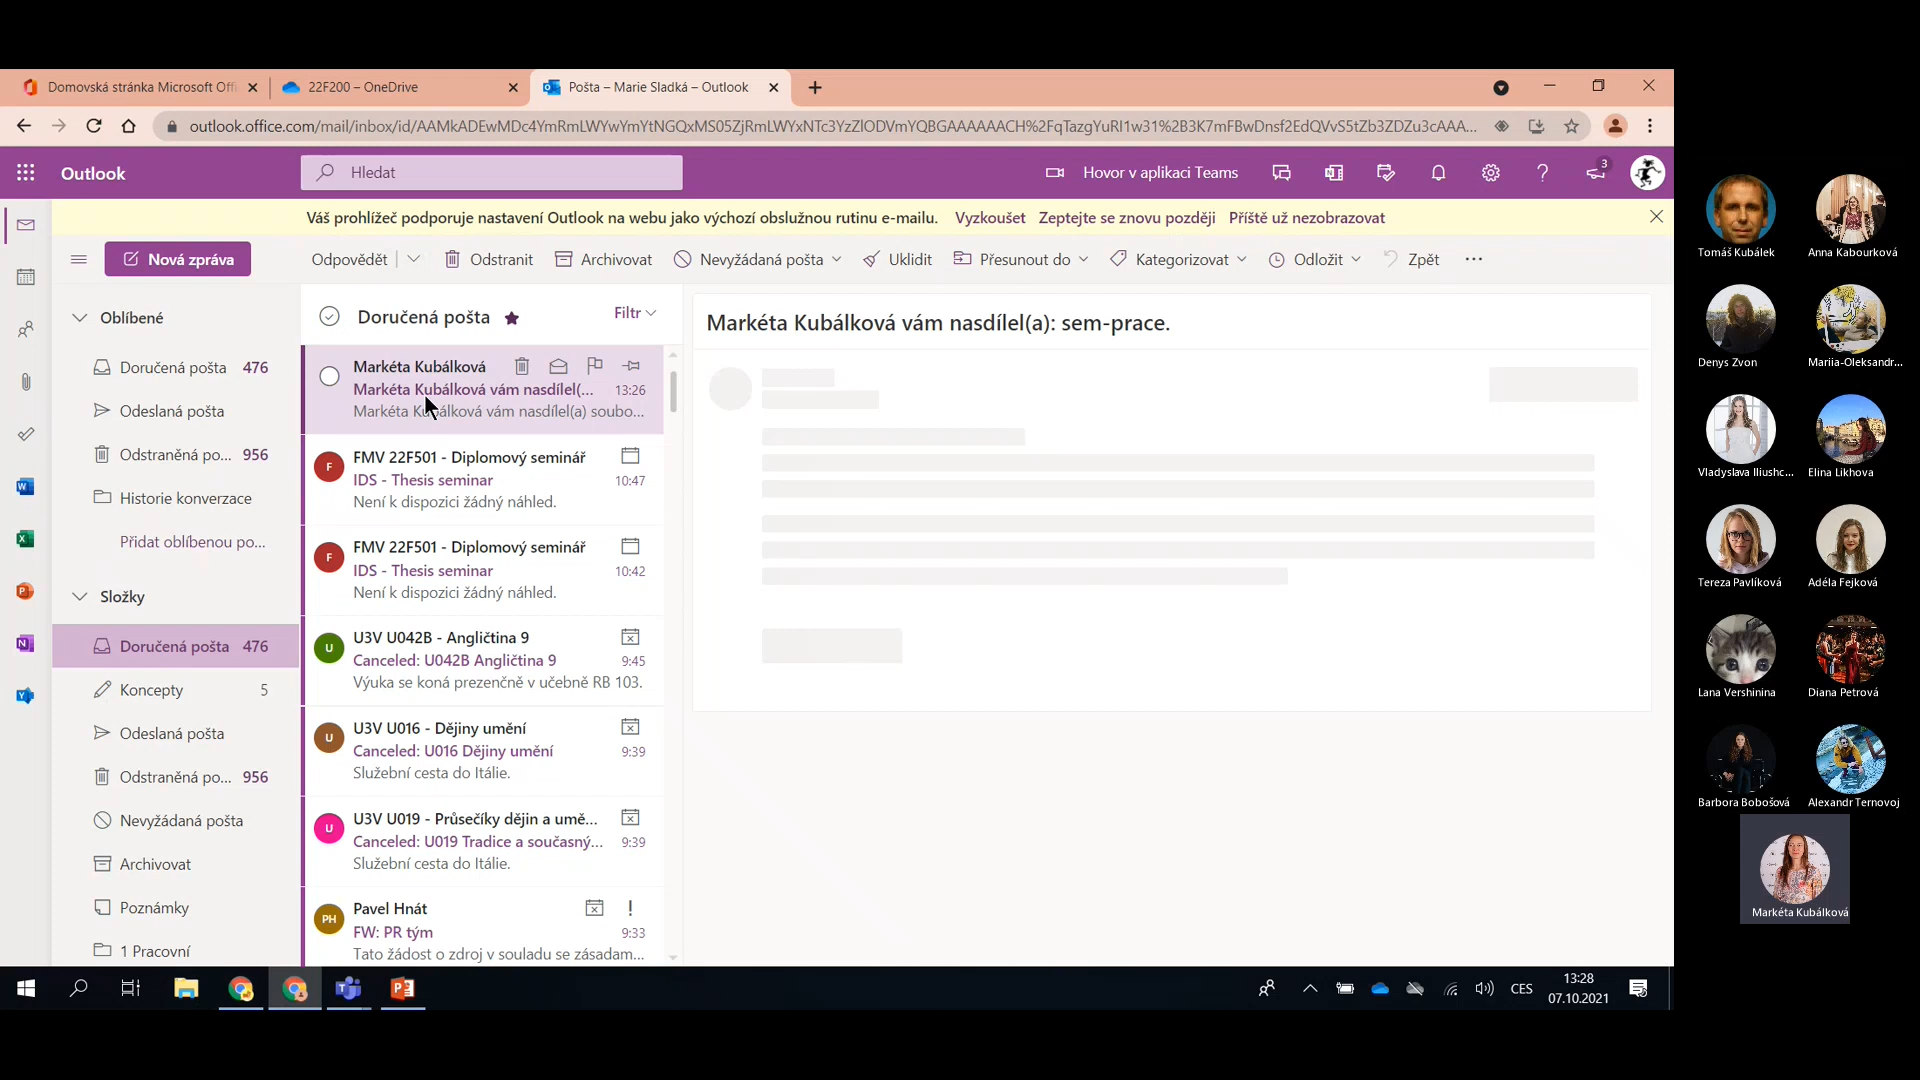 Domovská stránka Microsoft Offi
22F200 – OneDrive
Pošta – Marie Sladká – Outlook
outlook.office.com/mail/inbox/id/AAMkADEwMDc4YmRmLWYwYmYtNGQxMS05ZjRmLWYxNTc3YzZlODVmYQBGAAAAAACH%2FqTazgYuRI1w31%2B3K7mFBwDnsf2EdQVvS5tZb3ZDZu3cAAA...
Outlook
Hledat
Hovor v aplikaci Teams
3
Váš prohlížeč podporuje nastavení Outlook na webu jako výchozí obslužnou rutinu e-mailu. Vyzkoušet Zeptejte se znovu později Příště už nezobrazovat
Nová zpráva
Odpovědět
Odstranit
Archivovat
Nevyžádaná pošta
Uklidit
Přesunout do
Kategorizovat
Odložit
Zpět
Oblíbené
Doručená pošta 476
Odeslaná pošta
Odstraněná po... 956
Historie konverzace
Přidat oblíbenou po...
Složky
Doručená pošta 476
Koncepty 5
Odeslaná pošta
Odstraněná po... 956
Nevyžádaná pošta
Archivovat
Poznámky
1 Pracovní
Doručená pošta
Filtr
Markéta Kubálková
Markéta Kubálková vám nasdílel(... 13:26
Markéta Kubálková vám nasdílel(a) soubo...
F
FMV 22F501 - Diplomový seminář
IDS - Thesis seminar 10:47
Není k dispozici žádný náhled.
F
FMV 22F501 - Diplomový seminář
IDS - Thesis seminar 10:42
Není k dispozici žádný náhled.
U
U3V U042B - Angličtina 9
Canceled: U042B Angličtina 9 9:45
Výuka se koná prezenčně v učebně RB 103.
U
U3V U016 - Dějiny umění
Canceled: U016 Dějiny umění 9:39
Služební cesta do Itálie.
U
U3V U019 - Průsečíky dějin a umě...
Canceled: U019 Tradice a současný... 9:39
Služební cesta do Itálie.
PH
Pavel Hnát
FW: PR tým 9:33
Tato žádost o zdroj v souladu se zásadam...
Markéta Kubálková vám nasdílel(a): sem-prace.
CES
13:28
07.10.2021
Tomáš Kubálek
Anna Kabourková
Denys Zvon
Mariia-Oleksandr...
Vladyslava Iliushc...
Elina Likhova
Tereza Pavlíková
Adéla Fejková
Lana Vershinina
Diana Petrová
Barbora Bobošová
Alexandr Ternovoj
Markéta Kubálková